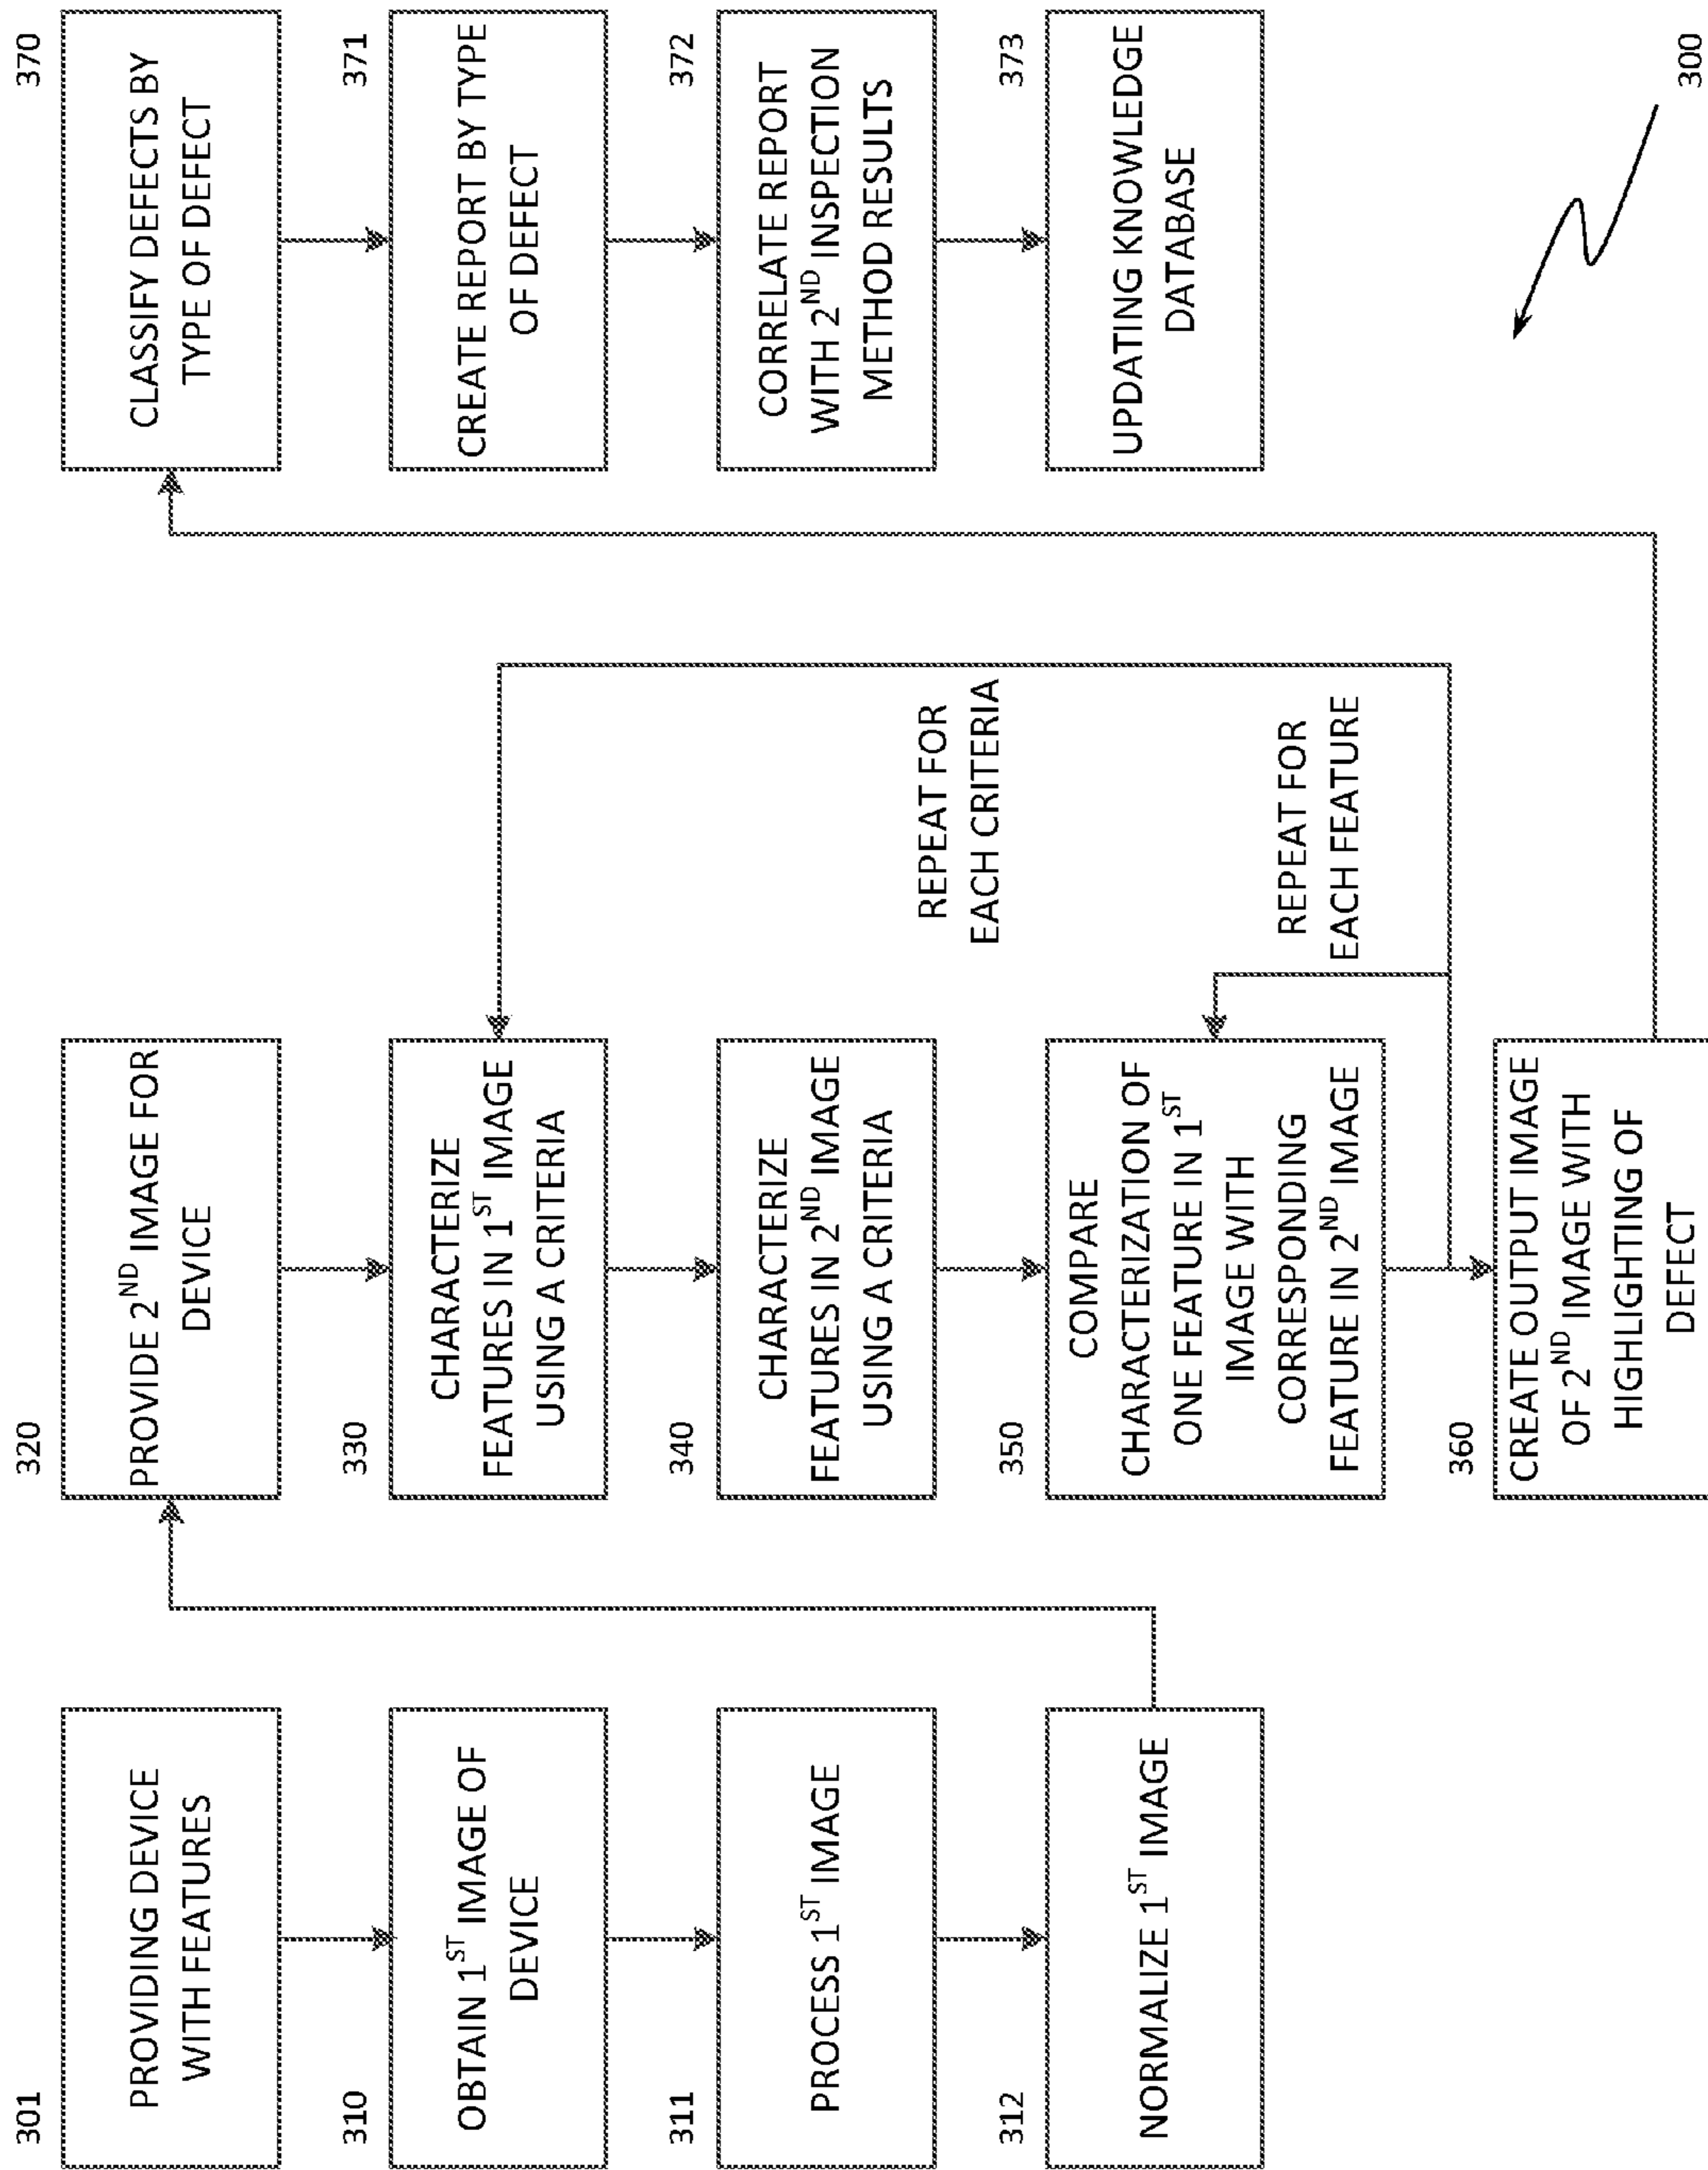 301
PROVIDING DEVICE
WITH FEATURES
310
OBTAIN 1ST IMAGE OF
DEVICE
311
PROCESS 1ST IMAGE
312
NORMALIZE 1ST IMAGE
320
PROVIDE 2ND IMAGE FOR
DEVICE
330
CHARACTERIZE
FEATURES IN 1ST IMAGE
USING A CRITERIA
340
CHARACTERIZE
FEATURES IN 2ND IMAGE
USING A CRITERIA
350
COMPARE
CHARACTERIZATION OF
ONE FEATURE IN 1ST
IMAGE WITH
CORRESPONDING
FEATURE IN 2ND IMAGE
360
CREATE OUTPUT IMAGE
OF 2ND IMAGE WITH
HIGHLIGHTING OF
DEFECT
REPEAT FOR
EACH CRITERIA
REPEAT FOR
EACH FEATURE
370
CLASSIFY DEFECTS BY
TYPE OF DEFECT
371
CREATE REPORT BY TYPE
OF DEFECT
372
CORRELATE REPORT
WITH 2ND INSPECTION
METHOD RESULTS
373
UPDATING KNOWLEDGE
DATABASE
300